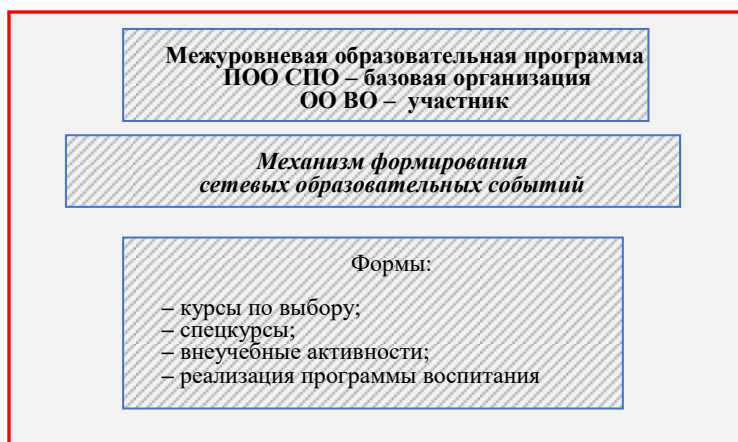 Межуровневая образовательная программа
ПОО СПО – базовая организация
ОО ВО – участник
Механизм формирования
сетевых образовательных событий
Формы:
– курсы по выбору;
– спецкурсы;
– внеучебные активности;
– реализация программы воспитания